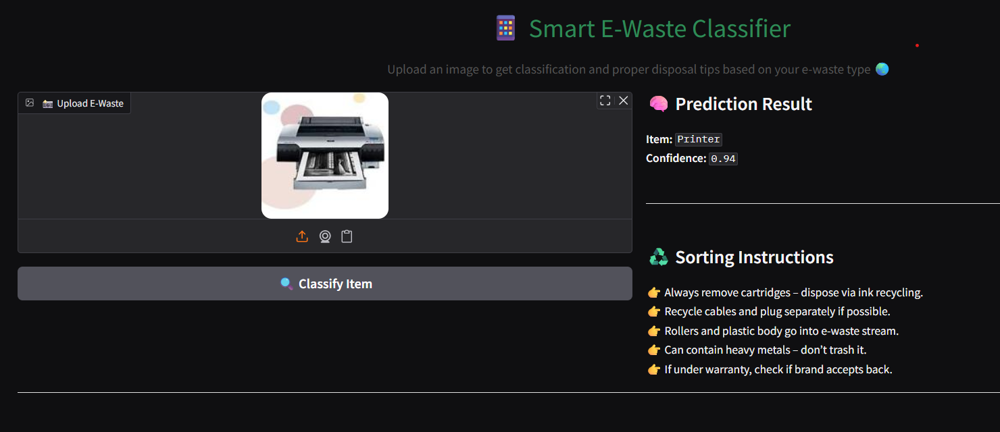 Smart E-Waste Classifier
Upload an image to get classification and proper disposal tips based on your e-waste type
Upload E-Waste
Classify Item
Prediction Result
Item: Printer
Confidence: 0.94
Sorting Instructions
Always remove cartridges – dispose via ink recycling.
Recycle cables and plug separately if possible.
Rollers and plastic body go into e-waste stream.
Can contain heavy metals – don’t trash it.
If under warranty, check if brand accepts back.